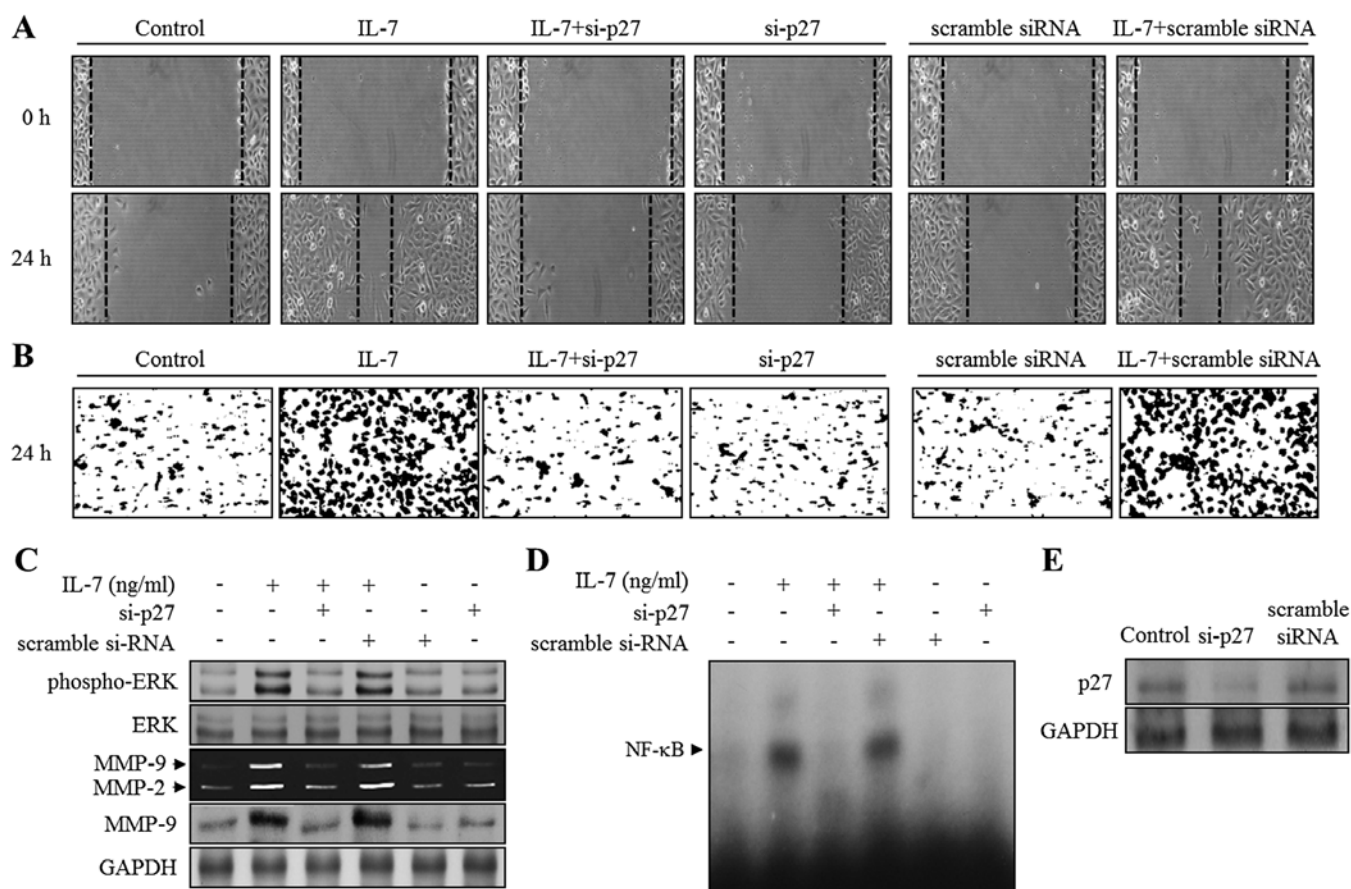 A
Control IL-7 IL-7+si-p27 si-p27 scramble siRNA IL-7+scramble siRNA
0 h
24 h
B
Control IL-7 IL-7+si-p27 si-p27 scramble siRNA IL-7+scramble siRNA
24 h
C
IL-7 (ng/ml) - + + + - -
si-p27 - - + - - +
scramble si-RNA - - - + + -
phospho-ERK
ERK
MMP-9
MMP-2
MMP-9
GAPDH
D
IL-7 (ng/ml) - + + + - -
si-p27 - - + - - +
scramble si-RNA - - - + + -
NF-κB
E
Control si-p27 scramble siRNA
p27
GAPDH